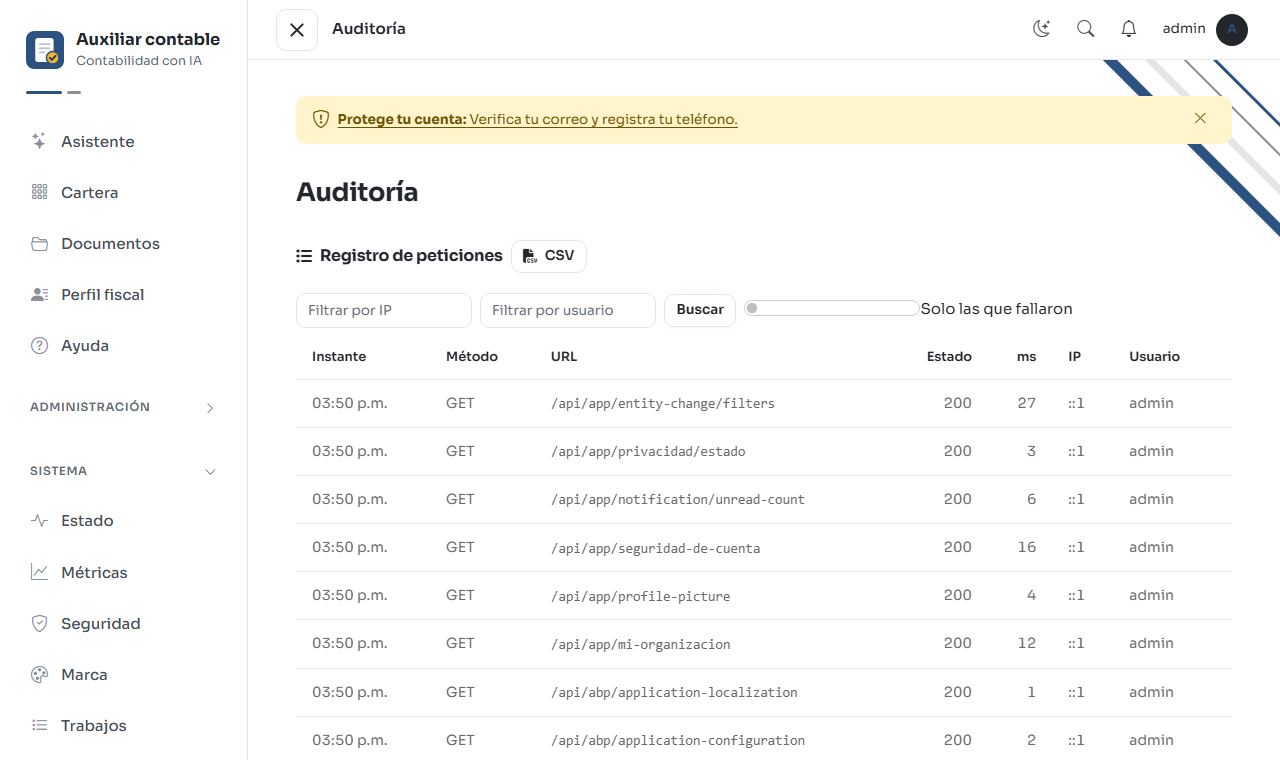 Auxiliar contable
Contabilidad con IA
Asistente
Cartera
Documentos
Perfil fiscal
Ayuda
ADMINISTRACIÓN
SISTEMA
Estado
Métricas
Seguridad
Marca
Trabajos
Auditoría
admin
A
Protege tu cuenta: Verifica tu correo y registra tu teléfono.
Auditoría
Registro de peticiones
CSV
Filtrar por IP
Filtrar por usuario
Buscar
Solo las que fallaron
Instante Método URL Estado ms IP Usuario
03:50 p.m. GET /api/app/entity-change/filters 200 27 ::1 admin
03:50 p.m. GET /api/app/privacidad/estado 200 3 ::1 admin
03:50 p.m. GET /api/app/notification/unread-count 200 6 ::1 admin
03:50 p.m. GET /api/app/seguridad-de-cuenta 200 16 ::1 admin
03:50 p.m. GET /api/app/profile-picture 200 4 ::1 admin
03:50 p.m. GET /api/app/mi-organizacion 200 12 ::1 admin
03:50 p.m. GET /api/abp/application-localization 200 1 ::1 admin
03:50 p.m. GET /api/abp/application-configuration 200 2 ::1 admin